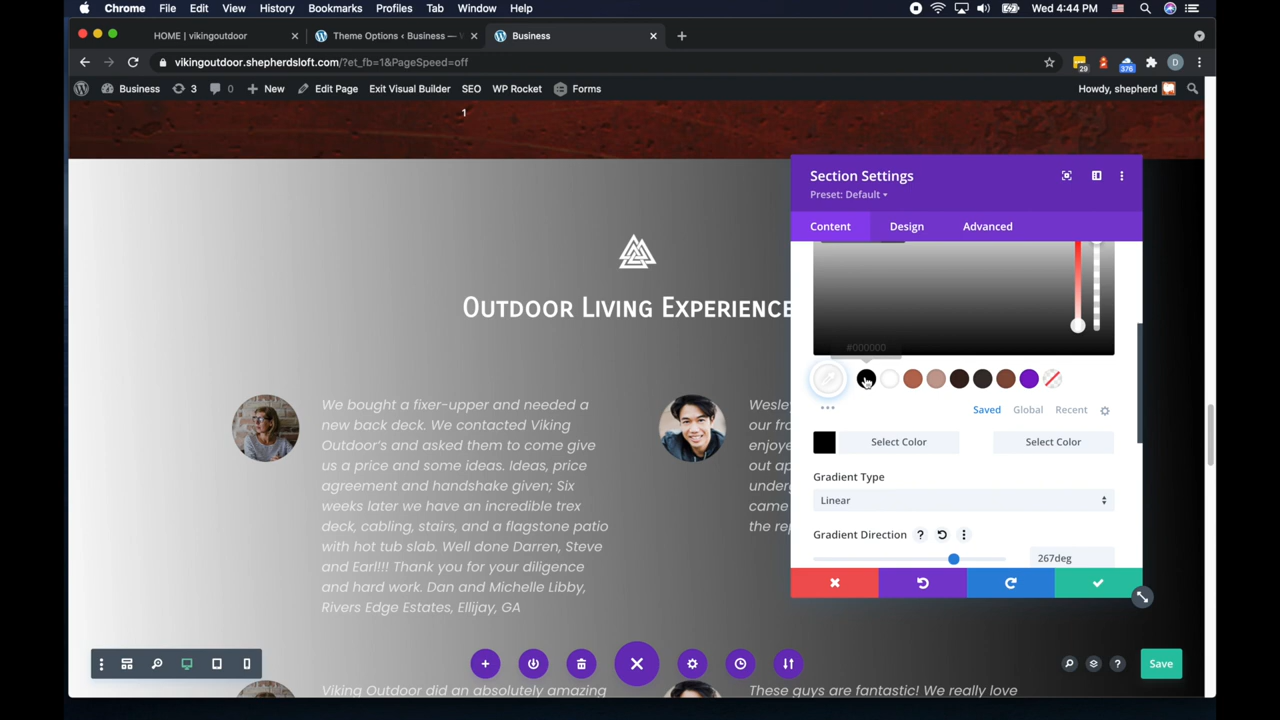 Chrome File Edit View History Bookmarks Profiles Tab Window Help Wed 4:44 PM
HOME | vikingoutdoor Theme Options ‹ Business — Business
vikingoutdoor.shepherdsloft.com/?et_fb=1&PageSpeed=off 29 376 D
Business 3 0 New Edit Page Exit Visual Builder SEO WP Rocket Forms Howdy, shepherd
1
Section Settings
Preset: Default
Content Design Advanced
Outdoor Living Experience
#000000
Saved Global Recent
Select Color Select Color
Gradient Type
Linear
Gradient Direction
267deg
We bought a fixer-upper and needed a
new back deck. We contacted Viking
Outdoor's and asked them to come give
us a price and some ideas. Ideas, price
agreement and handshake given; Six
weeks later we have an incredible trex
deck, cabling, stairs, and a flagstone patio
with hot tub slab. Well done Darren, Steve
and Earl!!! Thank you for your diligence
and hard work. Dan and Michelle Libby,
Rivers Edge Estates, Ellijay, GA
Wesley
our fro
enjoye
out ap
underg
came
the rep
Save
Viking Outdoor did an absolutely amazing
These guys are fantastic! We really love